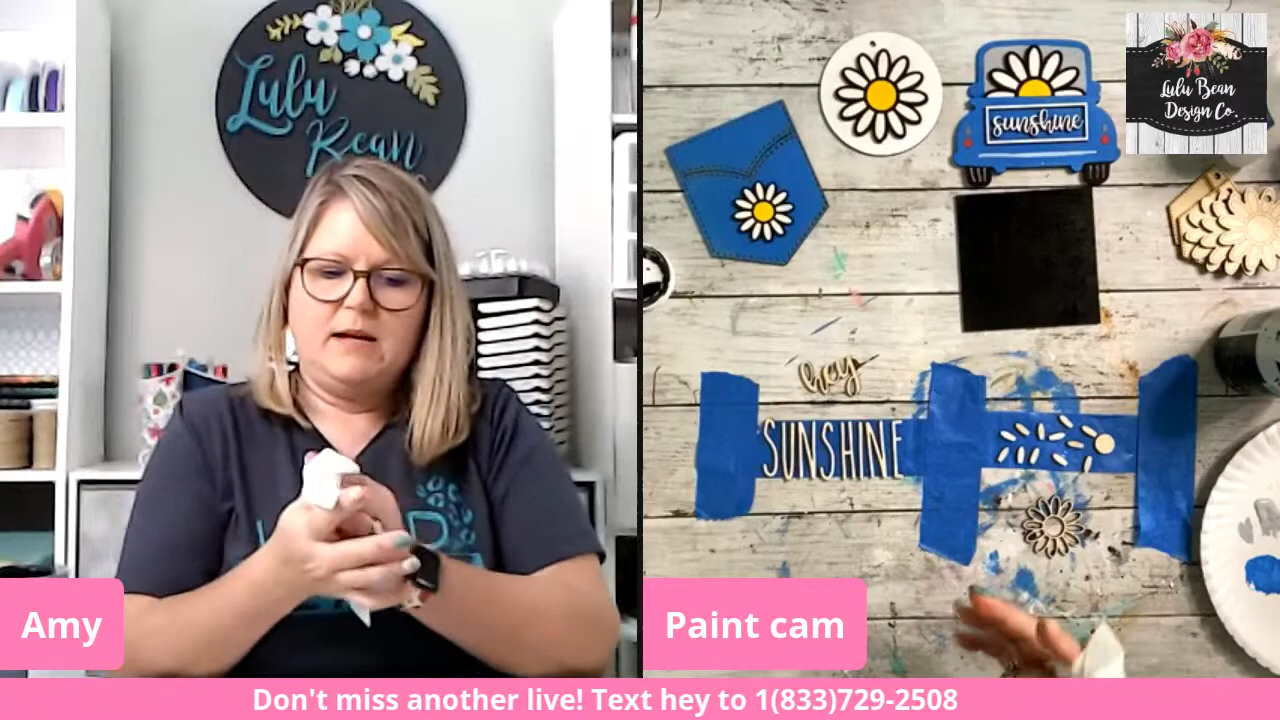 Lulu
Bean
sunshine
Lulu Bean
Design Co.
hey
SUNSHINE
Amy
Paint cam
Don't miss another live! Text hey to 1(833)729-2508